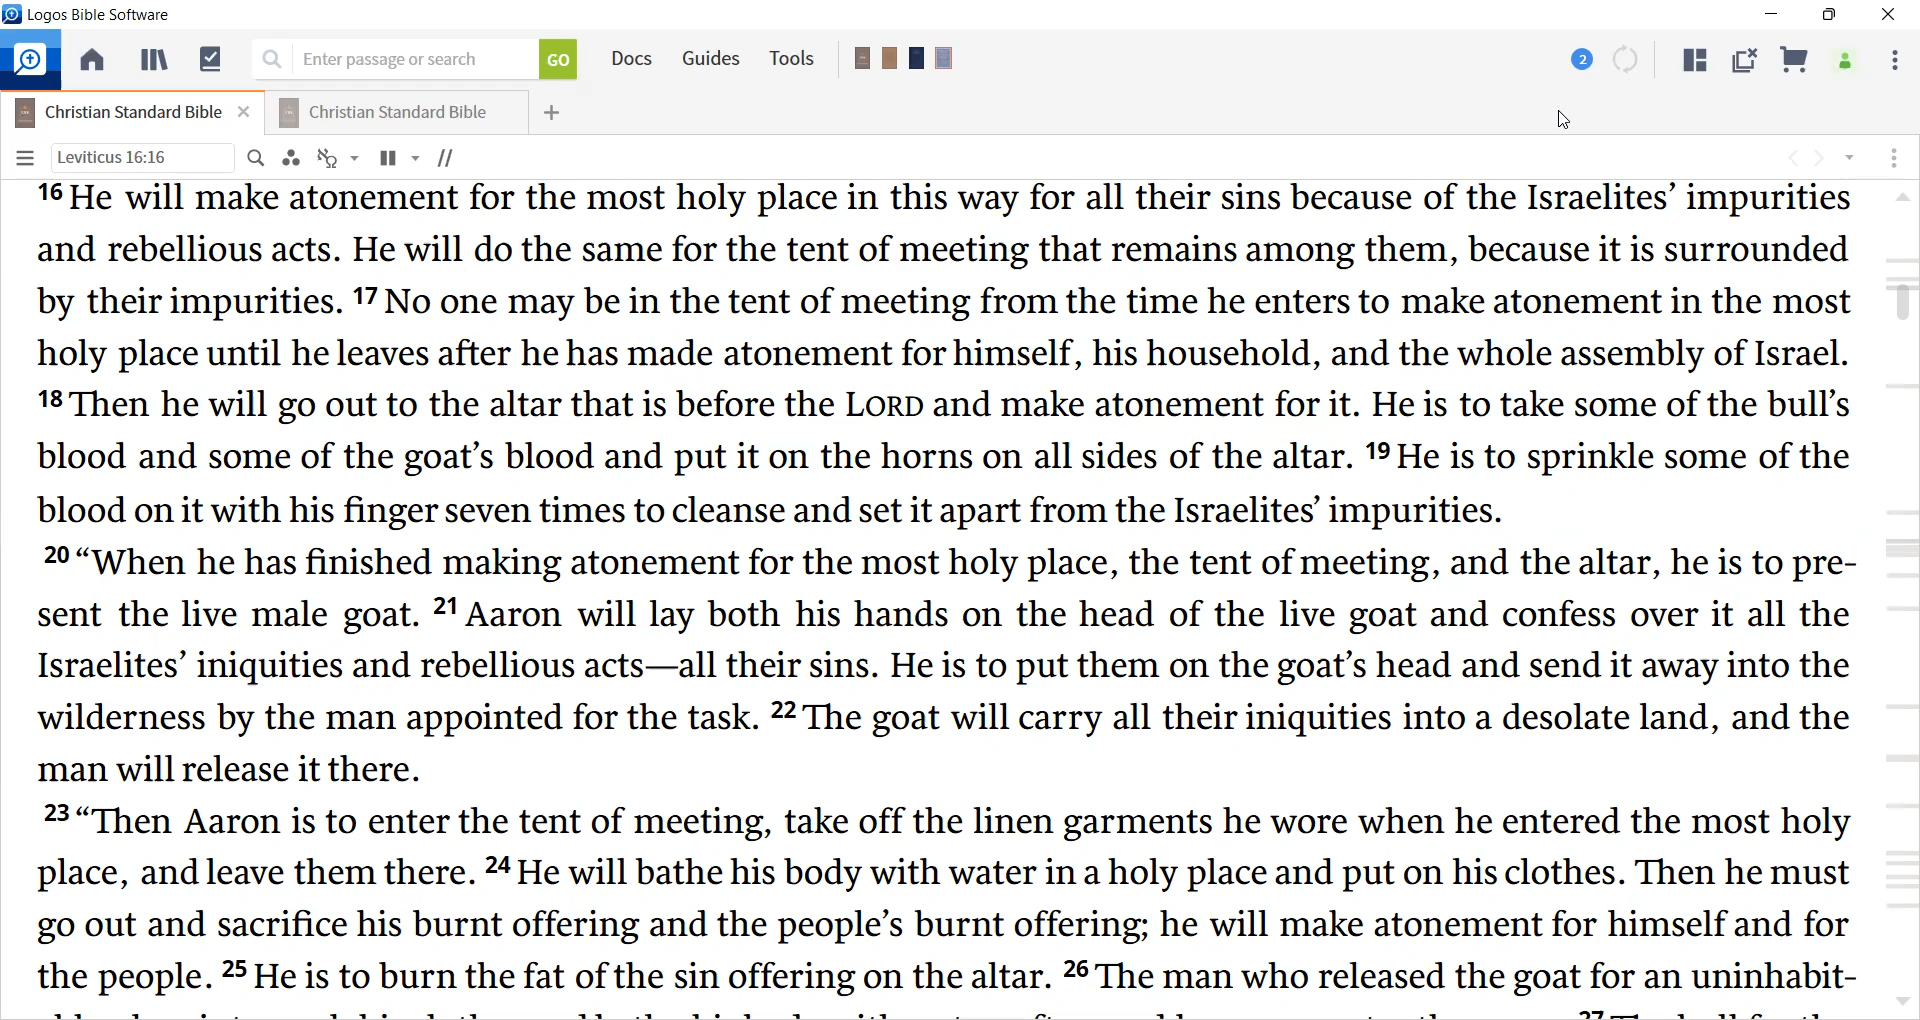 Logos Bible Software
Enter passage or search
GO
Docs
Guides
Tools
2
Christian Standard Bible
Christian Standard Bible
Leviticus 16:16
16 He will make atonement for the most holy place in this way for all their sins because of the Israelites’ impurities
and rebellious acts. He will do the same for the tent of meeting that remains among them, because it is surrounded
by their impurities. 17 No one may be in the tent of meeting from the time he enters to make atonement in the most
holy place until he leaves after he has made atonement for himself, his household, and the whole assembly of Israel.
18 Then he will go out to the altar that is before the LORD and make atonement for it. He is to take some of the bull’s
blood and some of the goat’s blood and put it on the horns on all sides of the altar. 19 He is to sprinkle some of the
blood on it with his finger seven times to cleanse and set it apart from the Israelites’ impurities.
20 “When he has finished making atonement for the most holy place, the tent of meeting, and the altar, he is to pre-
sent the live male goat. 21 Aaron will lay both his hands on the head of the live goat and confess over it all the
Israelites’ iniquities and rebellious acts—all their sins. He is to put them on the goat’s head and send it away into the
wilderness by the man appointed for the task. 22 The goat will carry all their iniquities into a desolate land, and the
man will release it there.
23 “Then Aaron is to enter the tent of meeting, take off the linen garments he wore when he entered the most holy
place, and leave them there. 24 He will bathe his body with water in a holy place and put on his clothes. Then he must
go out and sacrifice his burnt offering and the people’s burnt offering; he will make atonement for himself and for
the people. 25 He is to burn the fat of the sin offering on the altar. 26 The man who released the goat for an uninhabit-